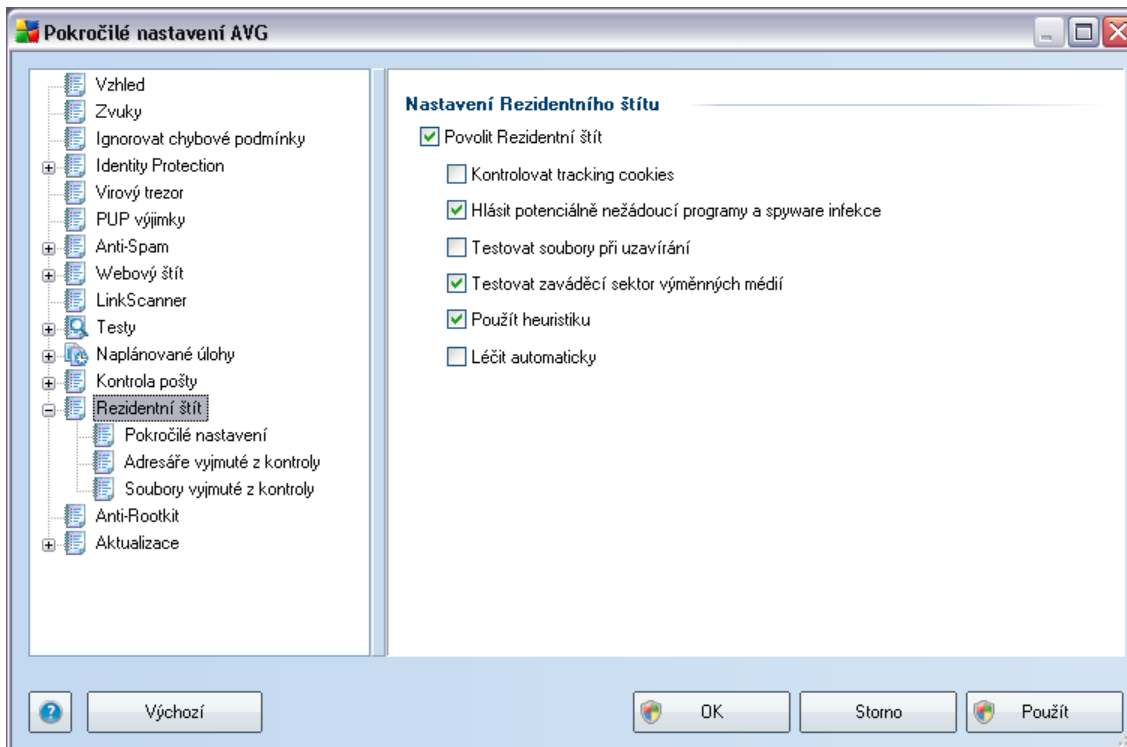 Pokročilé nastavení AVG
Vzhled
Zvuky
Ignorovat chybové podmínky
Identity Protection
Virový trezor
PUP výjimky
Anti-Spam
Webový štít
LinkScanner
Testy
Naplánované úlohy
Kontrola pošty
Rezidentní štít
Pokročilé nastavení
Adresáře vyjmuté z kontroly
Soubory vyjmuté z kontroly
Anti-Rootkit
Aktualizace
Nastavení Rezidentního štítu
Povolit Rezidentní štít
Kontrolovat tracking cookies
Hlásit potenciálně nežádoucí programy a spyware infekce
Testovat soubory při uzavírání
Testovat zaváděcí sektor výměnných médií
Použít heuristiku
Léčit automaticky
Výchozí
OK
Storno
Použít